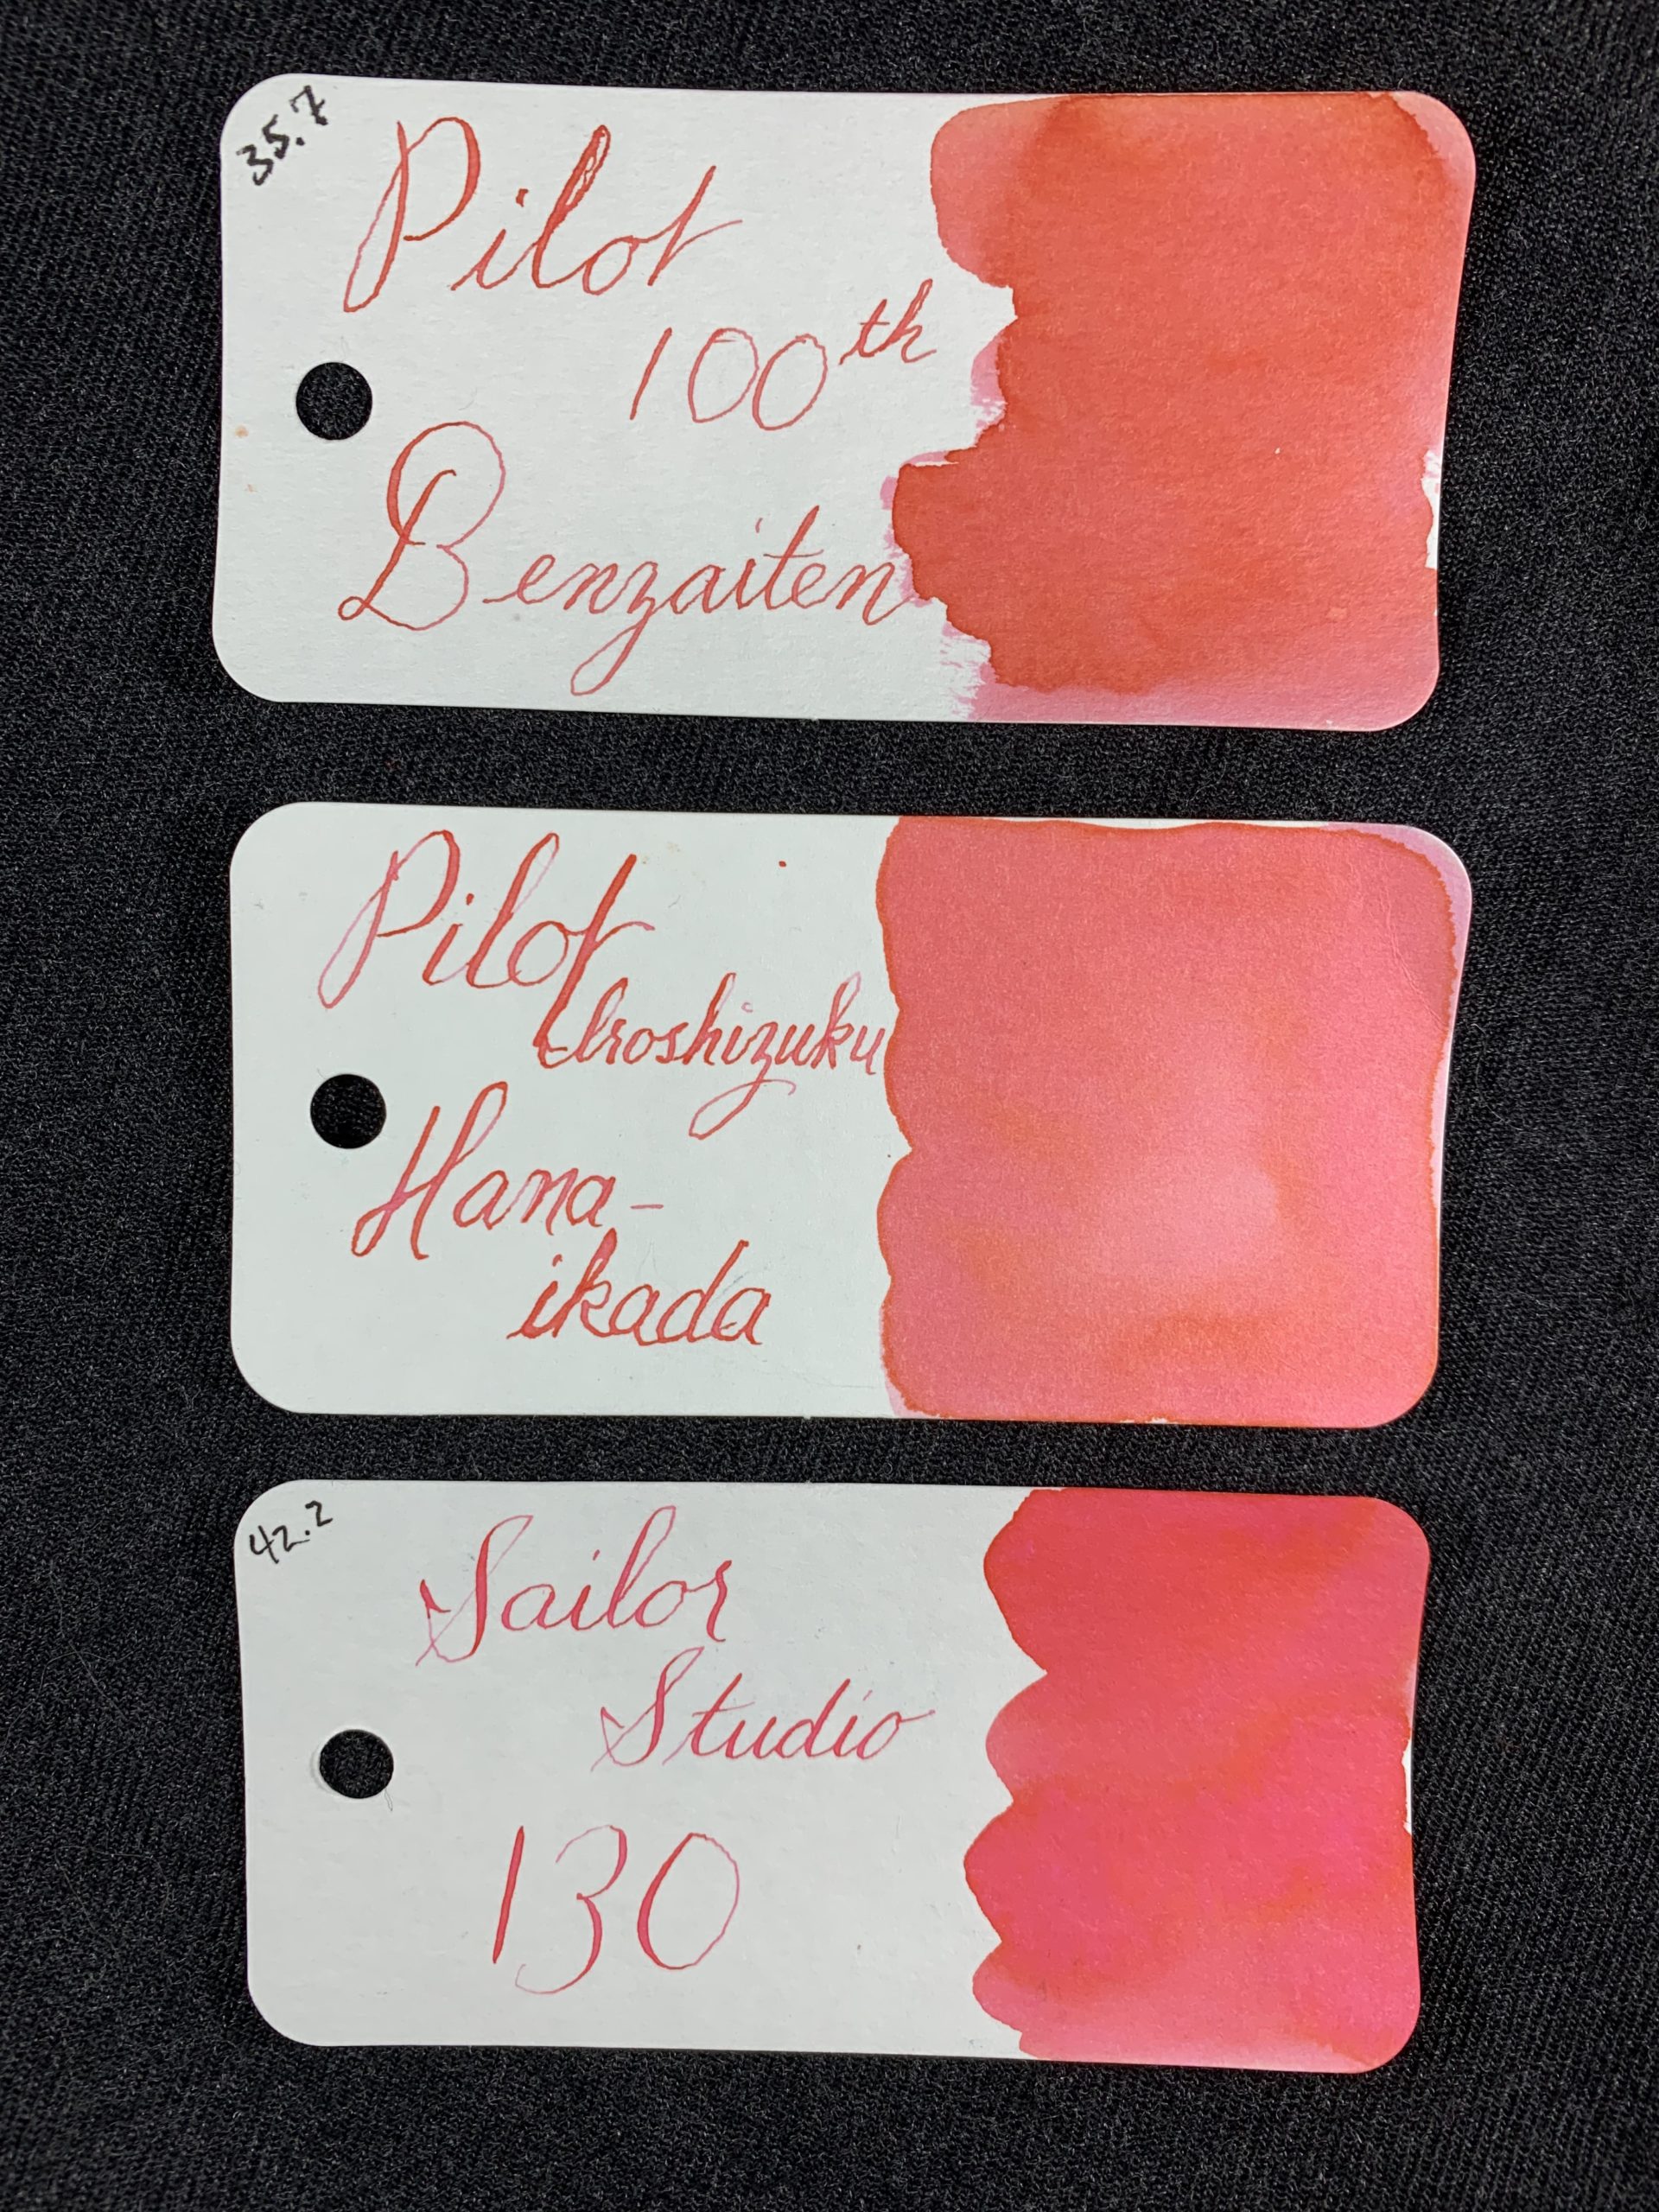 35.7
Pilot
100th
Benzaiten
Pilot
Iroshizuku
Hana-
ikada
42.2
Sailor
Studio
130